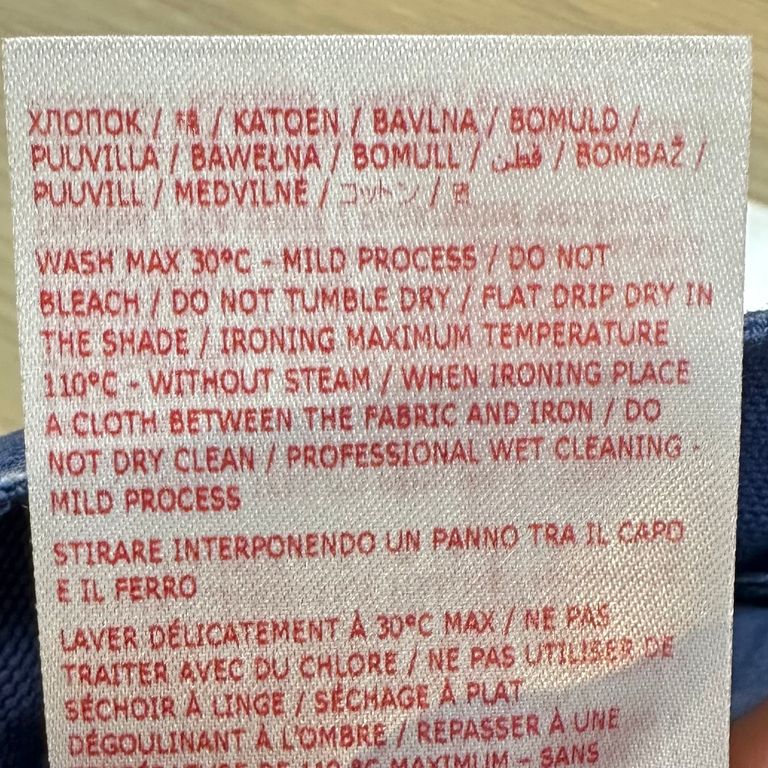 ХЛОПОК / 棉 / KATOEN / BAVLNA / BOMULD /
PUUVILLA / BAWEŁNA / BOMULL / قطن / BOMBAŽ /
PUUVILL / MEDVILNĖ / コットン / 면
WASH MAX 30°C - MILD PROCESS / DO NOT
BLEACH / DO NOT TUMBLE DRY / FLAT DRIP DRY IN
THE SHADE / IRONING MAXIMUM TEMPERATURE
110°C - WITHOUT STEAM / WHEN IRONING PLACE
A CLOTH BETWEEN THE FABRIC AND IRON / DO
NOT DRY CLEAN / PROFESSIONAL WET CLEANING -
MILD PROCESS
STIRARE INTERPONENDO UN PANNO TRA IL CAPO
E IL FERRO
LAVER DÉLICATEMENT À 30°C MAX / NE PAS
TRAITER AVEC DU CHLORE / NE PAS UTILISER DE
SÉCHOIR À LINGE / SÉCHAGE À PLAT
DÉGOULINANT À L'OMBRE / REPASSER À UNE
DE 110 °C MAXIMUM – SANS